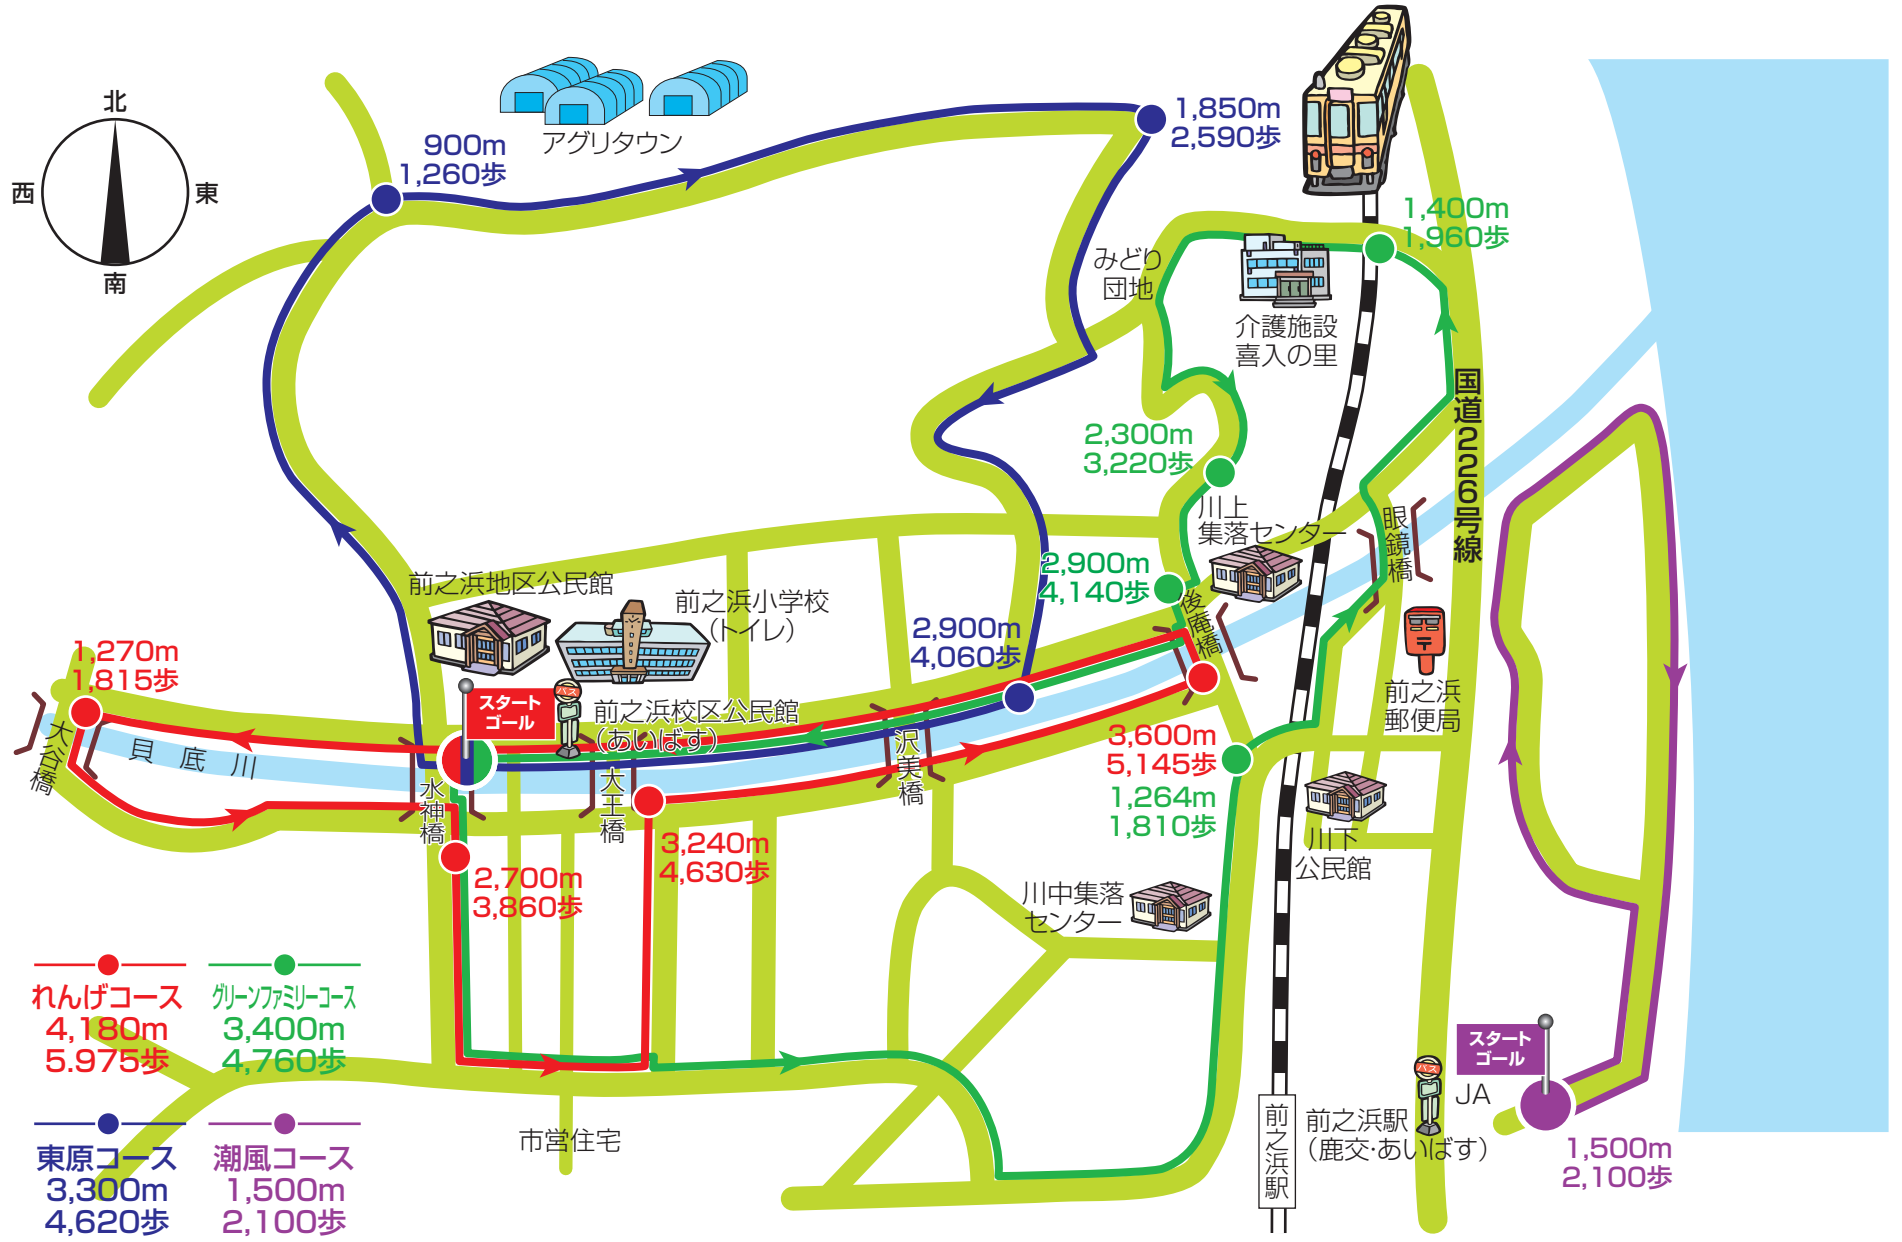 北
西
東
南
アグリタウン
900m
1,260歩
1,850m
2,590歩
1,400m
1,960歩
みどり
団地
介護施設
喜入の里
国道226号線
2,300m
3,220歩
川上
集落センター
眼鏡橋
2,900m
4,140歩
後庵橋
前之浜地区公民館
前之浜小学校
（トイレ）
2,900m
4,060歩
1,270m
1,815歩
大谷橋
貝底川
スタート
ゴール
バス
前之浜校区公民館
（あいばす）
水神橋
大王橋
沢美橋
前之浜
郵便局
3,600m
5,145歩
1,264m
1,810歩
川下
公民館
3,240m
4,630歩
2,700m
3,860歩
川中集落
センター
れんげコース
4,180m
5.975歩
グリーンファミリーコース
3,400m
4,760歩
東原コース
3,300m
4,620歩
潮風コース
1,500m
2,100歩
市営住宅
前之浜駅
前之浜駅
（鹿交・あいばす）
バス
JA
スタート
ゴール
1,500m
2,100歩